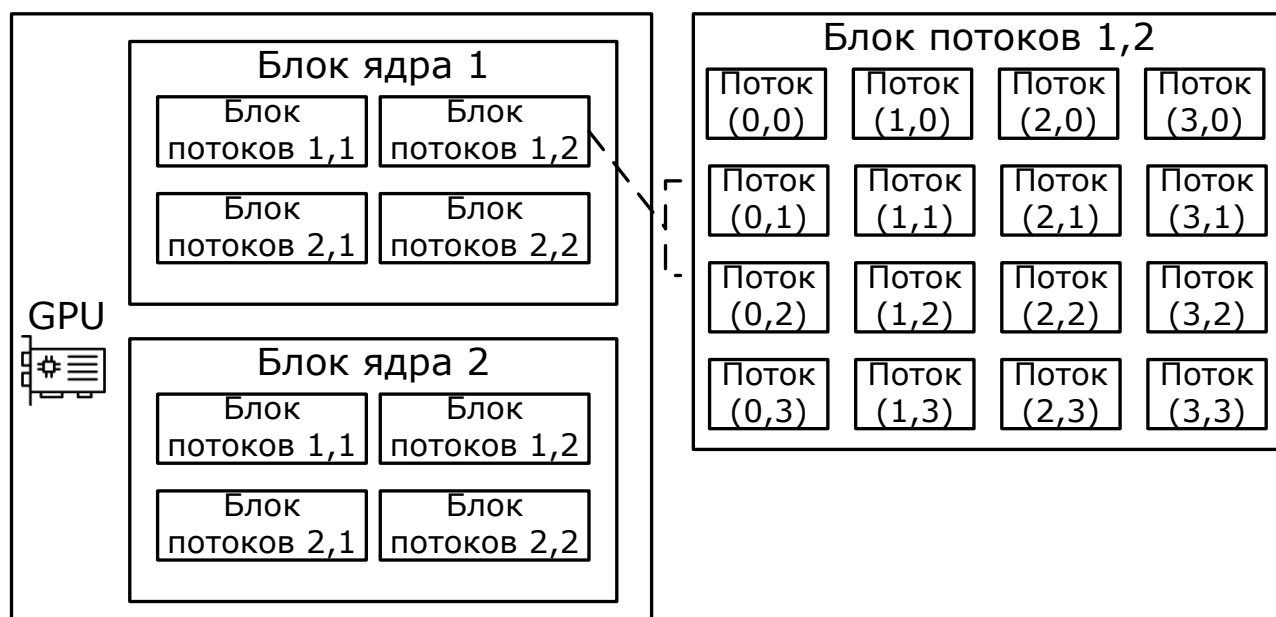 Блок ядра 1
Блок
потоков 1,1
Блок
потоков 1,2
Блок
потоков 2,1
Блок
потоков 2,2
GPU
Блок ядра 2
Блок
потоков 1,1
Блок
потоков 1,2
Блок
потоков 2,1
Блок
потоков 2,2
Блок потоков 1,2
Поток
(0,0)
Поток
(1,0)
Поток
(2,0)
Поток
(3,0)
Поток
(0,1)
Поток
(1,1)
Поток
(2,1)
Поток
(3,1)
Поток
(0,2)
Поток
(1,2)
Поток
(2,2)
Поток
(3,2)
Поток
(0,3)
Поток
(1,3)
Поток
(2,3)
Поток
(3,3)